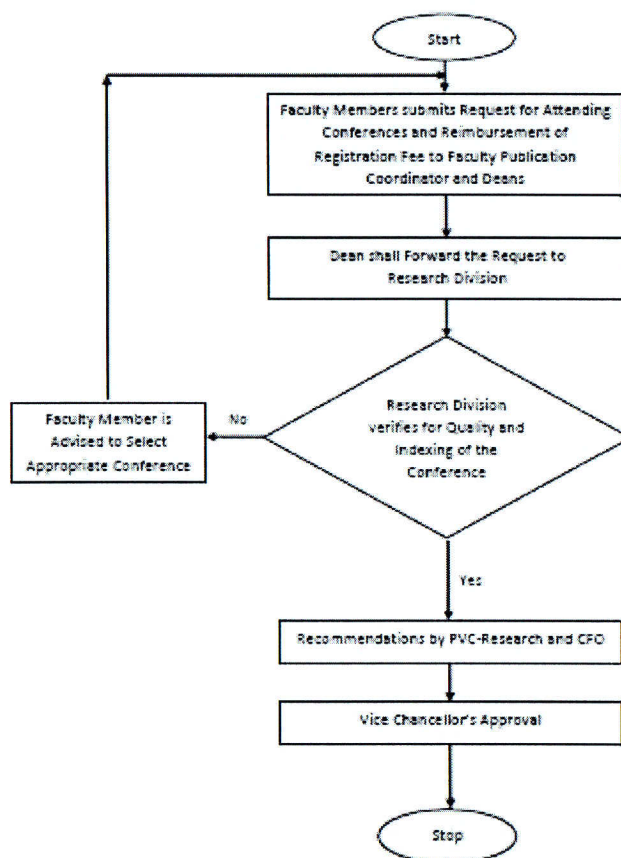 Start
Faculty Members submits Request for Attending
Conferences and Reimbursement of
Registration Fee to Faculty Publication
Coordinator and Deans
Dean shall Forward the Request to
Research Division
Research Division
verifies for Quality and
Indexing of the
Conference
No
Faculty Member is
Advised to Select
Appropriate Conference
Yes
Recommendations by PVC-Research and CFO
Vice Chancellor's Approval
Stop